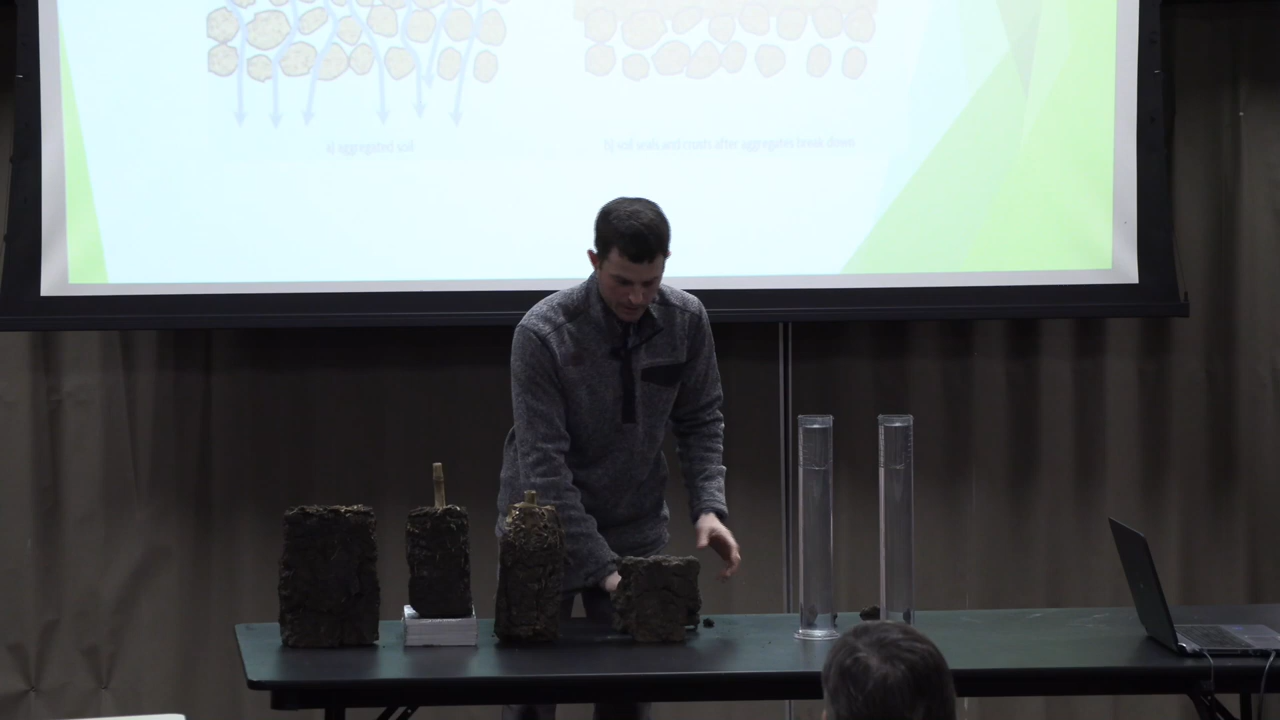 a) aggregated soil
b) soil seals and crusts after aggregates break down